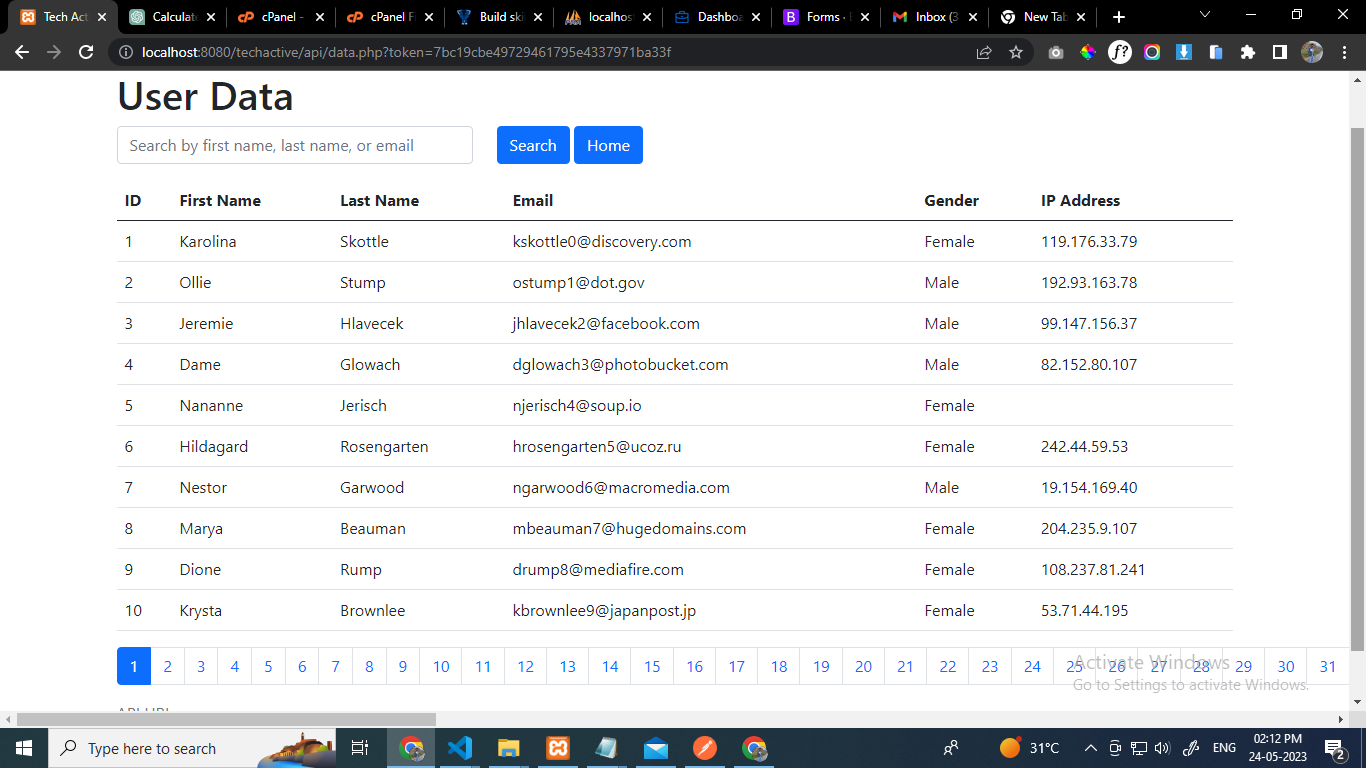 Tech Act
Calculate
cPanel -
cPanel F
Build ski
localhos
Dashboa
Forms ·
Inbox (3
New Tab
localhost:8080/techactive/api/data.php?token=7bc19cbe49729461795e4337971ba33f
User Data
Search by first name, last name, or email Search Home
ID First Name Last Name Email Gender IP Address
1 Karolina Skottle kskottle0@discovery.com Female 119.176.33.79
2 Ollie Stump ostump1@dot.gov Male 192.93.163.78
3 Jeremie Hlavecek jhlavecek2@facebook.com Male 99.147.156.37
4 Dame Glowach dglowach3@photobucket.com Male 82.152.80.107
5 Nananne Jerisch njerisch4@soup.io Female
6 Hildagard Rosengarten hrosengarten5@ucoz.ru Female 242.44.59.53
7 Nestor Garwood ngarwood6@macromedia.com Male 19.154.169.40
8 Marya Beauman mbeauman7@hugedomains.com Female 204.235.9.107
9 Dione Rump drump8@mediafire.com Female 108.237.81.241
10 Krysta Brownlee kbrownlee9@japanpost.jp Female 53.71.44.195
1 2 3 4 5 6 7 8 9 10 11 12 13 14 15 16 17 18 19 20 21 22 23 24 25 26 27 28 29 30 31
Activate Windows
Go to Settings to activate Windows.
Type here to search
31°C
ENG
02:12 PM
24-05-2023
2